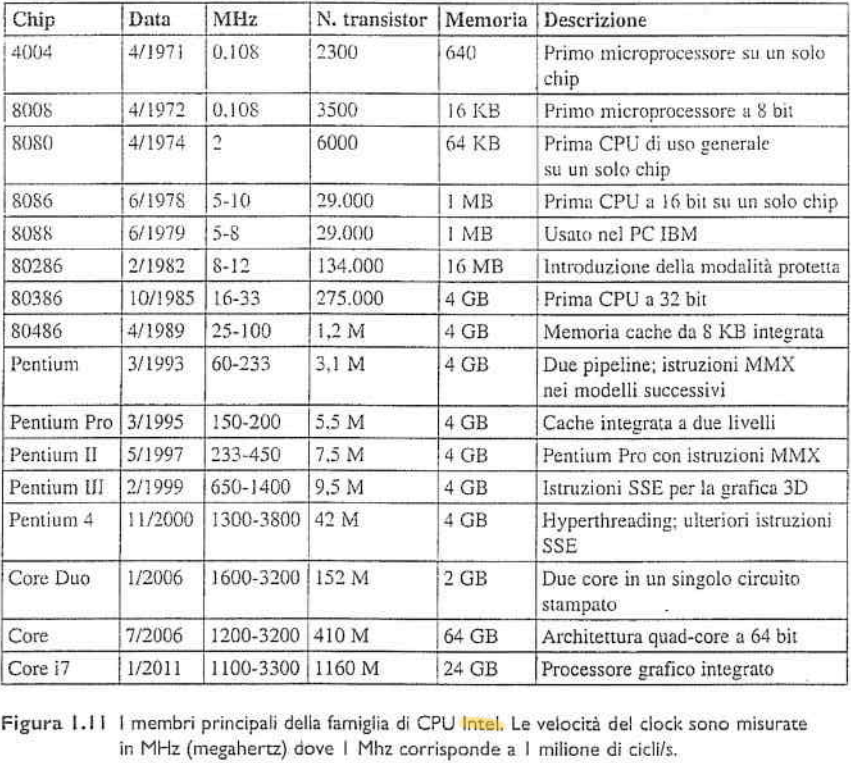 Chip Data MHz N. transistor Memoria Descrizione
4004 4/1971 0.108 2300 640 Primo microprocessore su un solo
chip
8008 4/1972 0.108 3500 16 KB Primo microprocessore a 8 bit
8080 4/1974 2 6000 64 KB Prima CPU di uso generale
su un solo chip
8086 6/1978 5-10 29.000 1 MB Prima CPU a 16 bit su un solo chip
8088 6/1979 5-8 29.000 1 MB Usato nel PC IBM
80286 2/1982 8-12 134.000 16 MB Introduzione della modalità protetta
80386 10/1985 16-33 275.000 4 GB Prima CPU a 32 bit
80486 4/1989 25-100 1,2 M 4 GB Memoria cache da 8 KB integrata
Pentium 3/1993 60-233 3,1 M 4 GB Due pipeline; istruzioni MMX
nei modelli successivi
Pentium Pro 3/1995 150-200 5,5 M 4 GB Cache integrata a due livelli
Pentium II 5/1997 233-450 7,5 M 4 GB Pentium Pro con istruzioni MMX
Pentium III 2/1999 650-1400 9,5 M 4 GB Istruzioni SSE per la grafica 3D
Pentium 4 11/2000 1300-3800 42 M 4 GB Hyperthreading; ulteriori istruzioni
SSE
Core Duo 1/2006 1600-3200 152 M 2 GB Due core in un singolo circuito
stampato
Core 7/2006 1200-3200 410 M 64 GB Architettura quad-core a 64 bit
Core i7 1/2011 1100-3300 1160 M 24 GB Processore grafico integrato
Figura 1.11 I membri principali della famiglia di CPU Intel. Le velocità del clock sono misurate
in MHz (megahertz) dove 1 Mhz corrisponde a 1 milione di cicli/s.